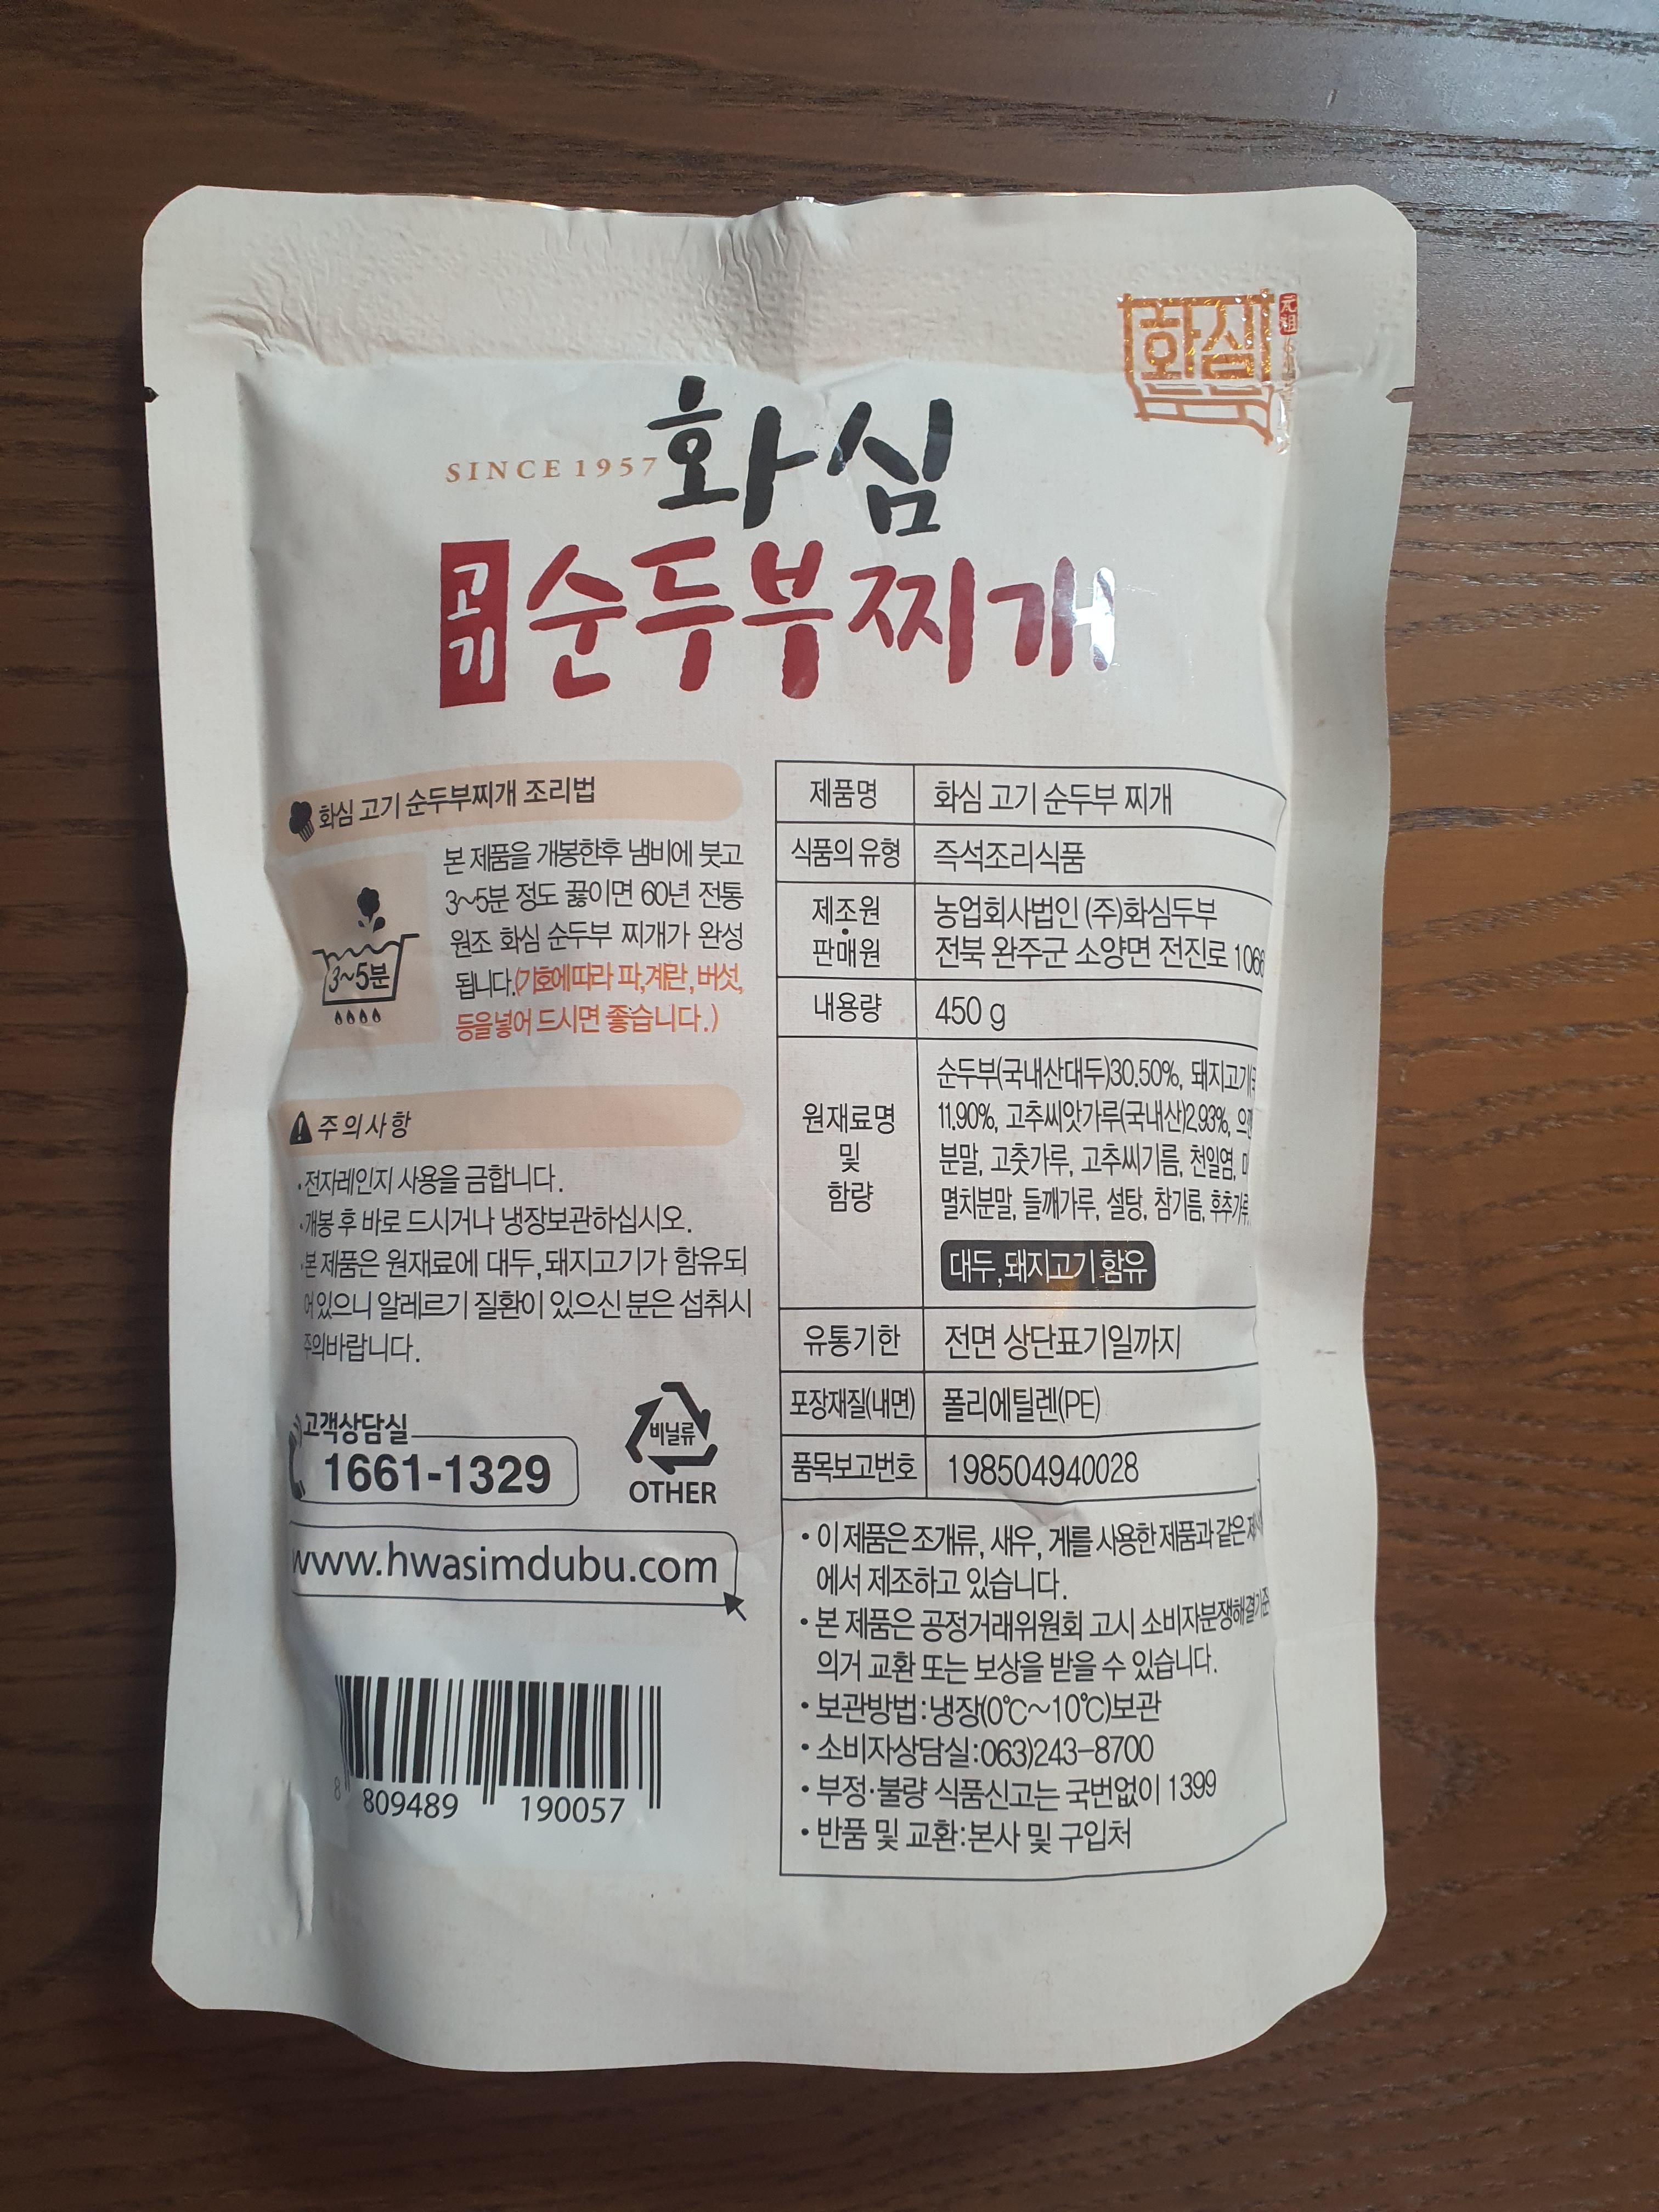 화심
元祖
SINCE 1957
화심
고기
순두부찌개
화심 고기 순두부찌개 조리법
본 제품을 개봉한후 냄비에 붓고
3~5분 정도 끓이면 60년 전통
원조 화심 순두부 찌개가 완성
됩니다.(기호에따라 파,계란,버섯,
등을넣어 드시면 좋습니다.)
3~5분
주의사항
·전자레인지 사용을 금합니다.
·개봉 후 바로 드시거나 냉장보관하십시오.
·본 제품은 원재료에 대두,돼지고기가 함유되
어 있으니 알레르기 질환이 있으신 분은 섭취시
주의바랍니다.
고객상담실
1661-1329
비닐류
OTHER
www.hwasimdubu.com
8 809489 190057
제품명 화심 고기 순두부 찌개
식품의 유형 즉석조리식품
제조원 농업회사법인 (주)화심두부
판매원 전북 완주군 소양면 전진로 1066
내용량 450 g
원재료명 및 함량
순두부(국내산대두)30.50%, 돼지고기
11.90%, 고추씨앗가루(국내산)2.93%,
분말, 고춧가루, 고추씨기름, 천일염,
멸치분말, 들깨가루, 설탕, 참기름, 후추가루,
대두,돼지고기 함유
유통기한 전면 상단표기일까지
포장재질(내면) 폴리에틸렌(PE)
품목보고번호 198504940028
• 이 제품은 조개류, 새우, 게를 사용한 제품과 같은
에서 제조하고 있습니다.
• 본 제품은 공정거래위원회 고시 소비자분쟁해결기준
의거 교환 또는 보상을 받을 수 있습니다.
• 보관방법:냉장(0℃~10℃)보관
• 소비자상담실:063)243-8700
• 부정·불량 식품신고는 국번없이 1399
• 반품 및 교환:본사 및 구입처